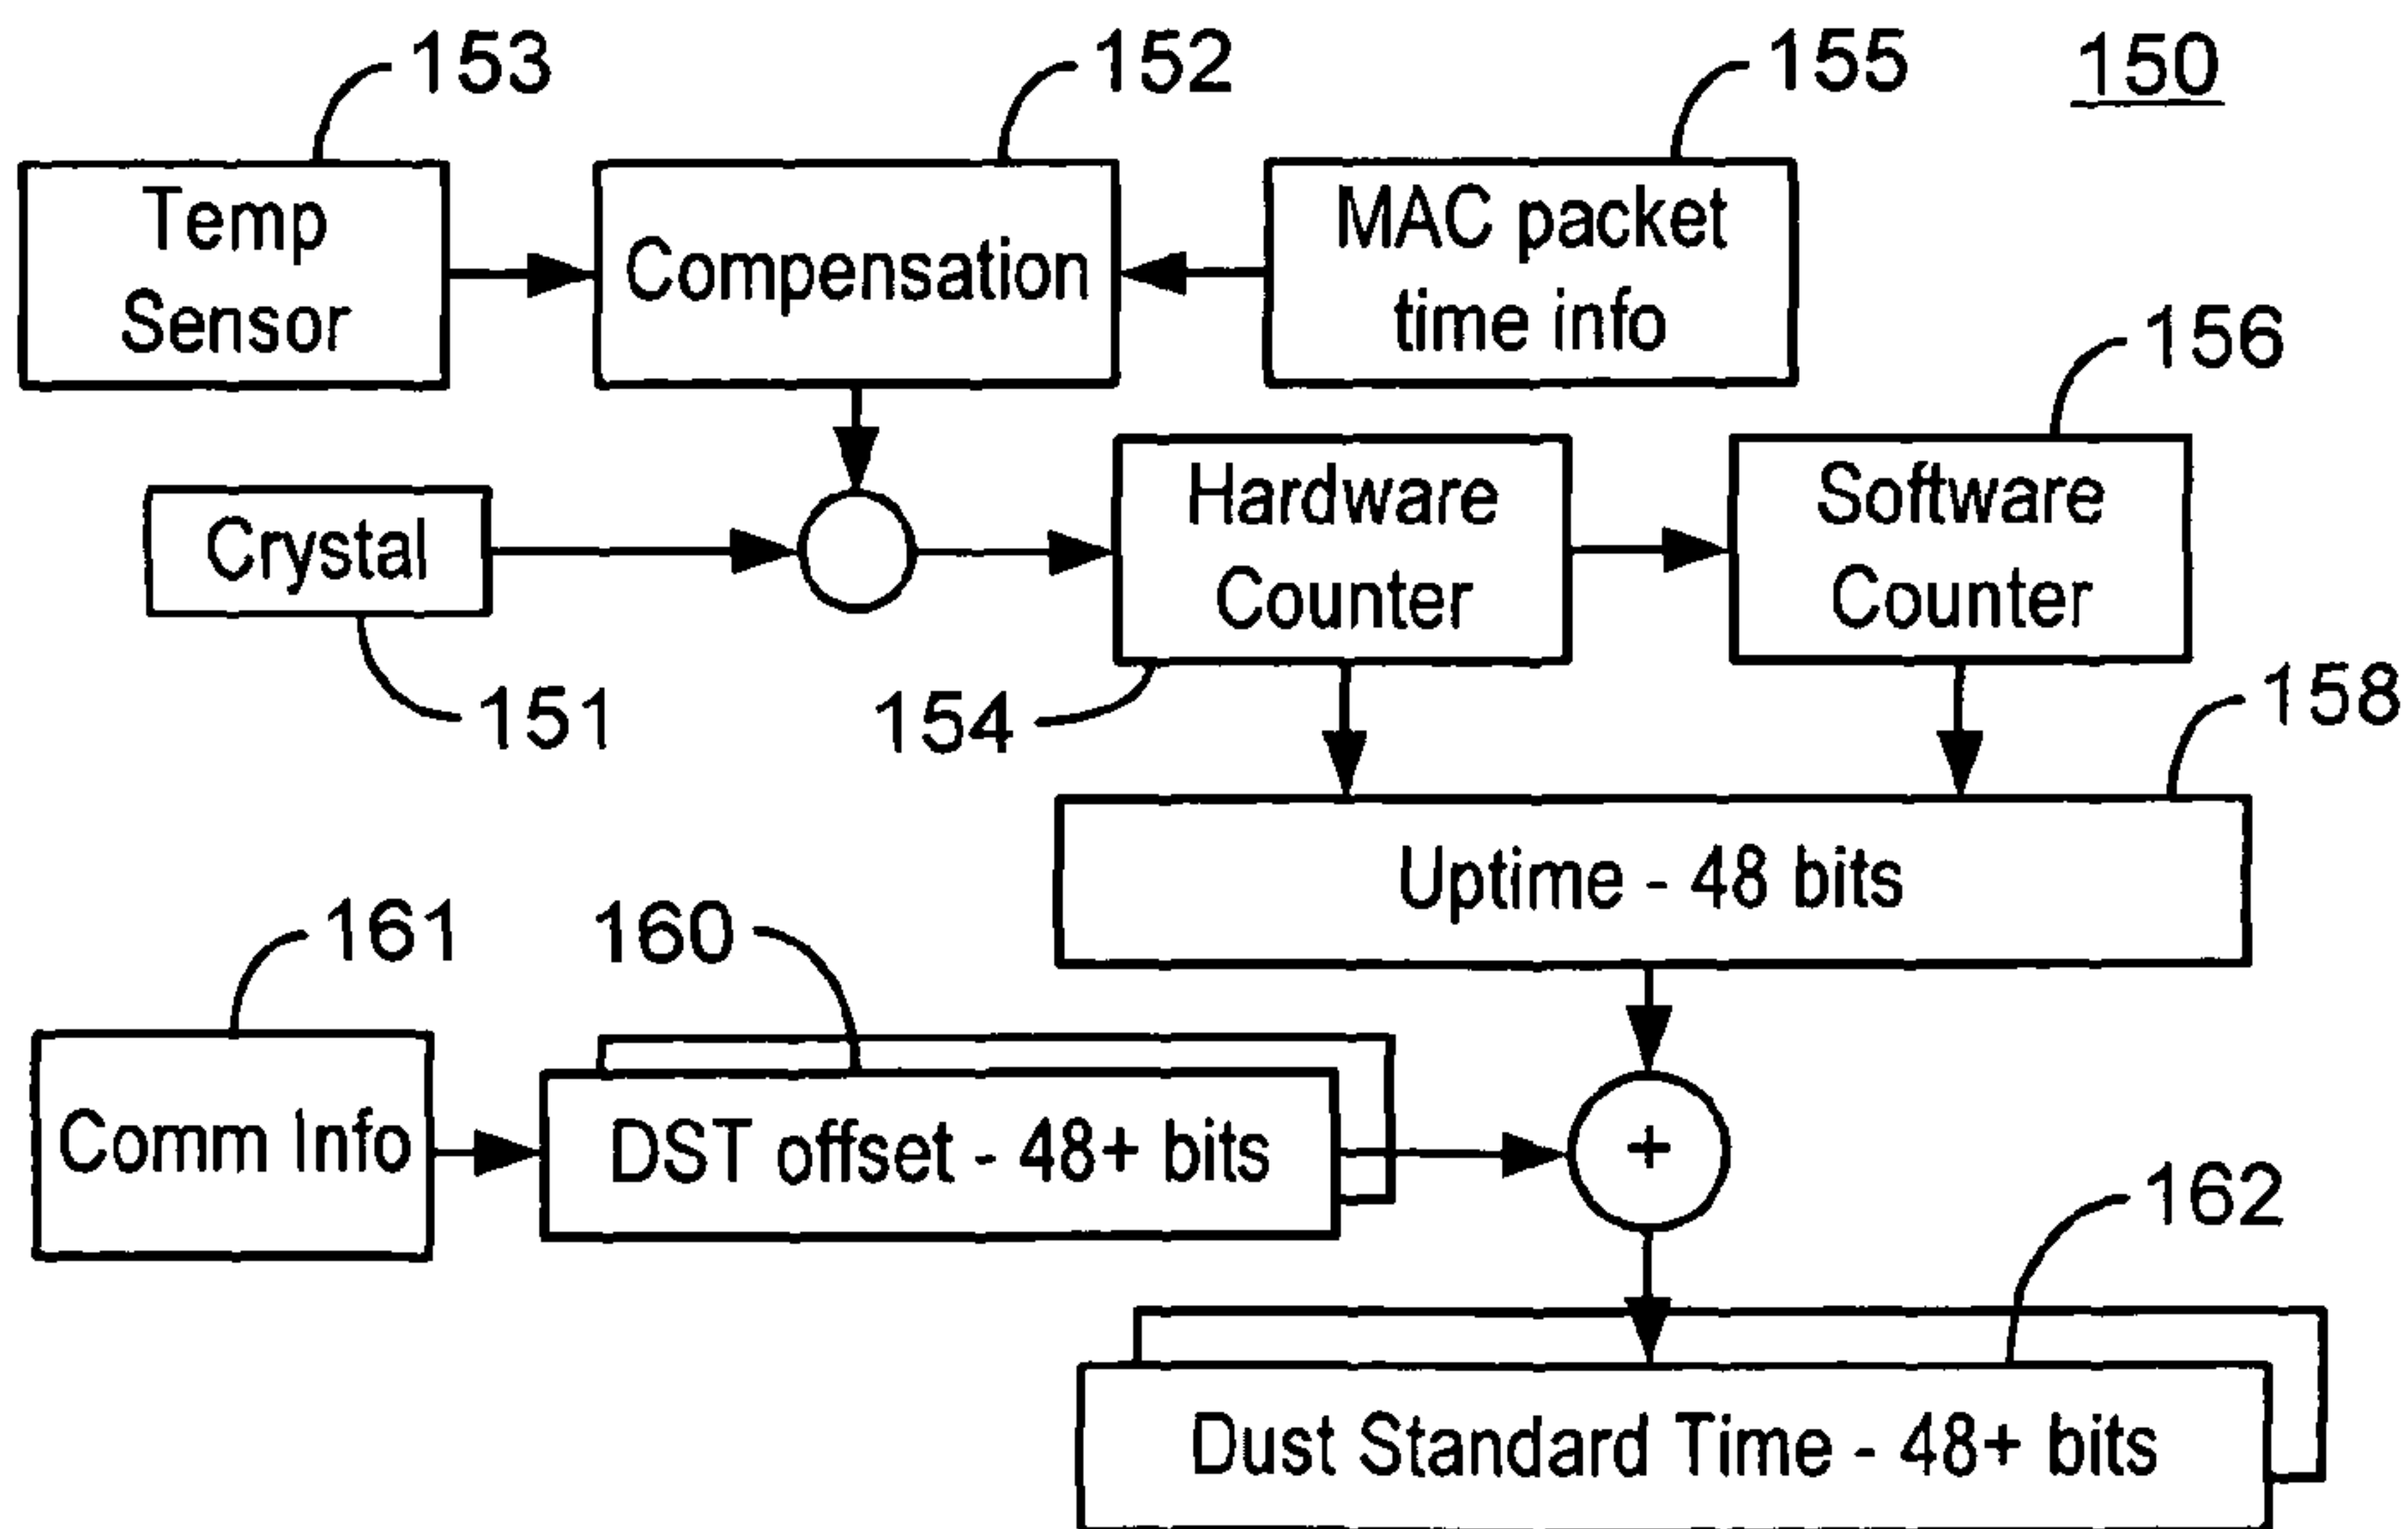 153
152
155
150
Temp
Sensor
Compensation
MAC packet
time info
156
Crystal
Hardware
Counter
Software
Counter
151
154
158
Uptime - 48 bits
161
160
Comm Info
DST offset - 48+ bits
+
162
Dust Standard Time - 48+ bits